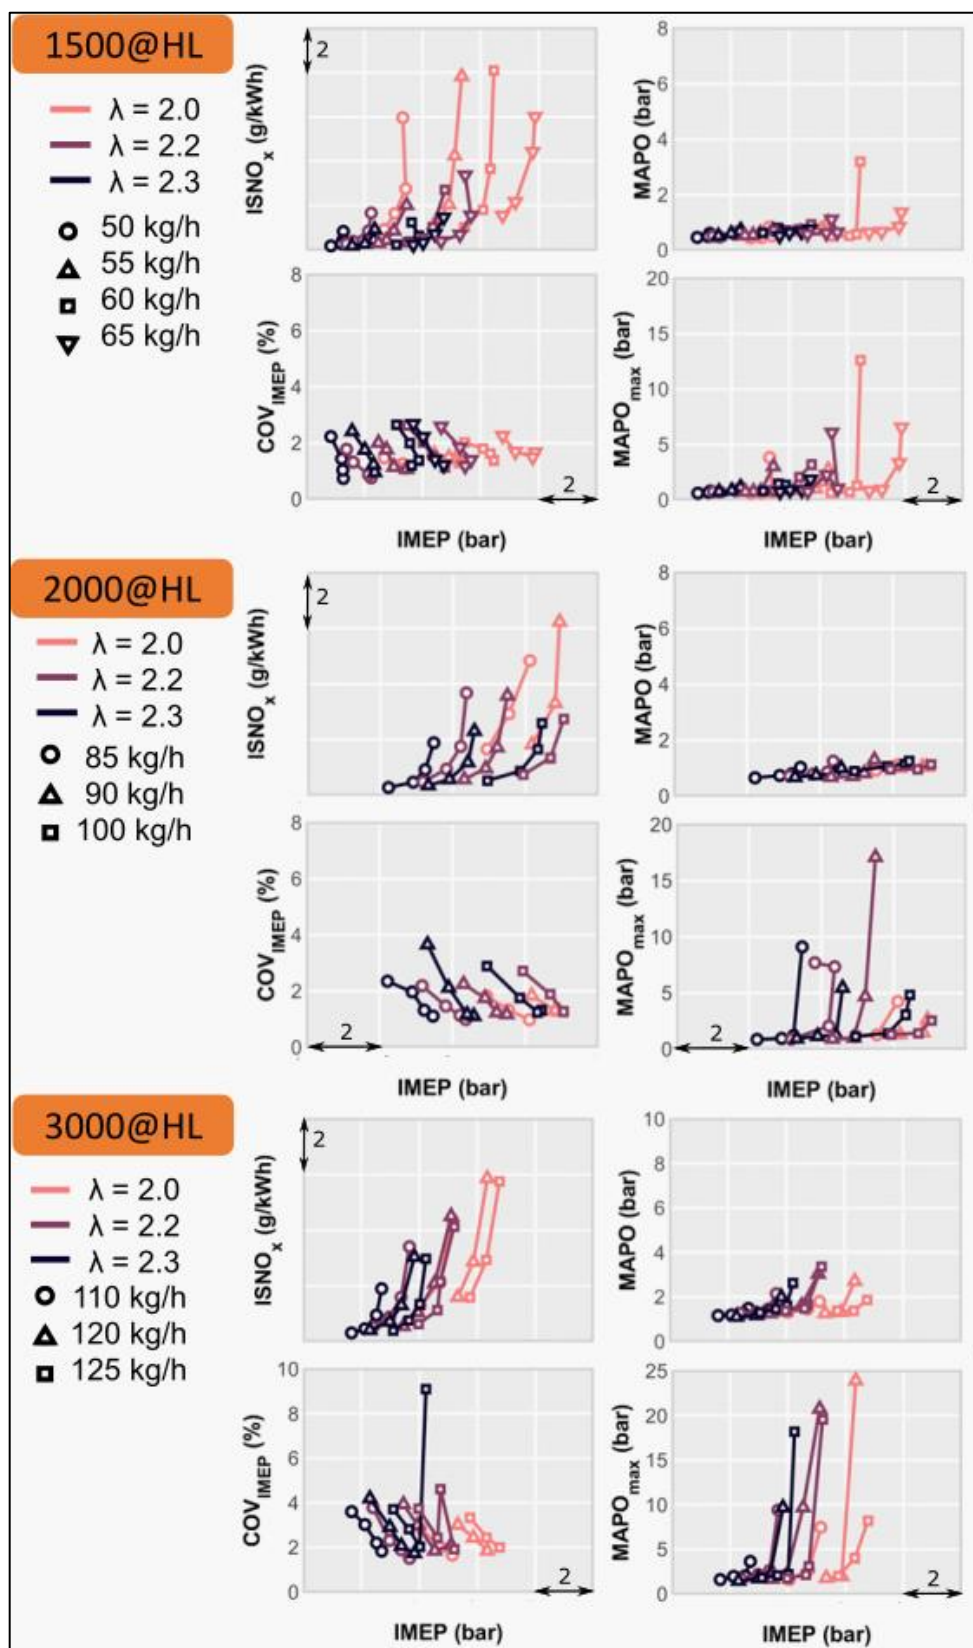 1500@HL
λ = 2.0
λ = 2.2
λ = 2.3
50 kg/h
55 kg/h
60 kg/h
65 kg/h
ISNOx (g/kWh)
2
MAPO (bar)
8
6
4
2
0
COVIMEP (%)
8
6
4
2
0
2
IMEP (bar)
MAPOmax (bar)
20
15
10
5
0
2
IMEP (bar)
2000@HL
λ = 2.0
λ = 2.2
λ = 2.3
85 kg/h
90 kg/h
100 kg/h
ISNOx (g/kWh)
2
MAPO (bar)
8
6
4
2
0
COVIMEP (%)
8
6
4
2
0
2
IMEP (bar)
MAPOmax (bar)
20
15
10
5
0
2
IMEP (bar)
3000@HL
λ = 2.0
λ = 2.2
λ = 2.3
110 kg/h
120 kg/h
125 kg/h
ISNOx (g/kWh)
2
MAPO (bar)
10
8
6
4
2
0
COVIMEP (%)
10
8
6
4
2
0
2
IMEP (bar)
MAPOmax (bar)
25
20
15
10
5
0
2
IMEP (bar)